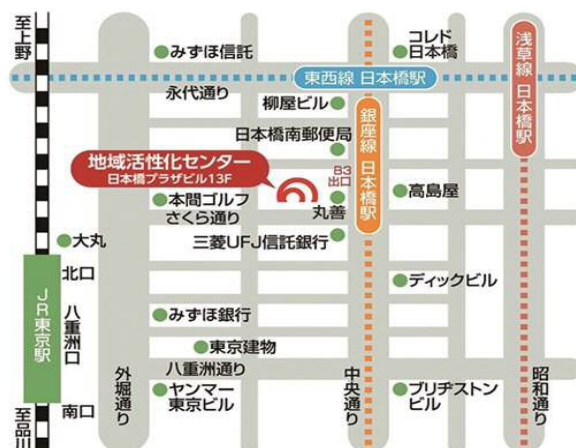 至上野
みずほ信託
コレド
日本橋
浅草線 日本橋駅
東西線 日本橋駅
永代通り
柳屋ビル
銀座線 日本橋駅
日本橋南郵便局
地域活性化センター
日本橋プラザビル13F
B3
出口
本間ゴルフ
さくら通り
丸善
高島屋
大丸
三菱UFJ信託銀行
北口
ディックビル
JR東京駅
八重洲口
みずほ銀行
東京建物
八重洲通り
外堀通り
中央通り
昭和通り
ヤンマー
東京ビル
ブリヂストン
ビル
南口
至品川